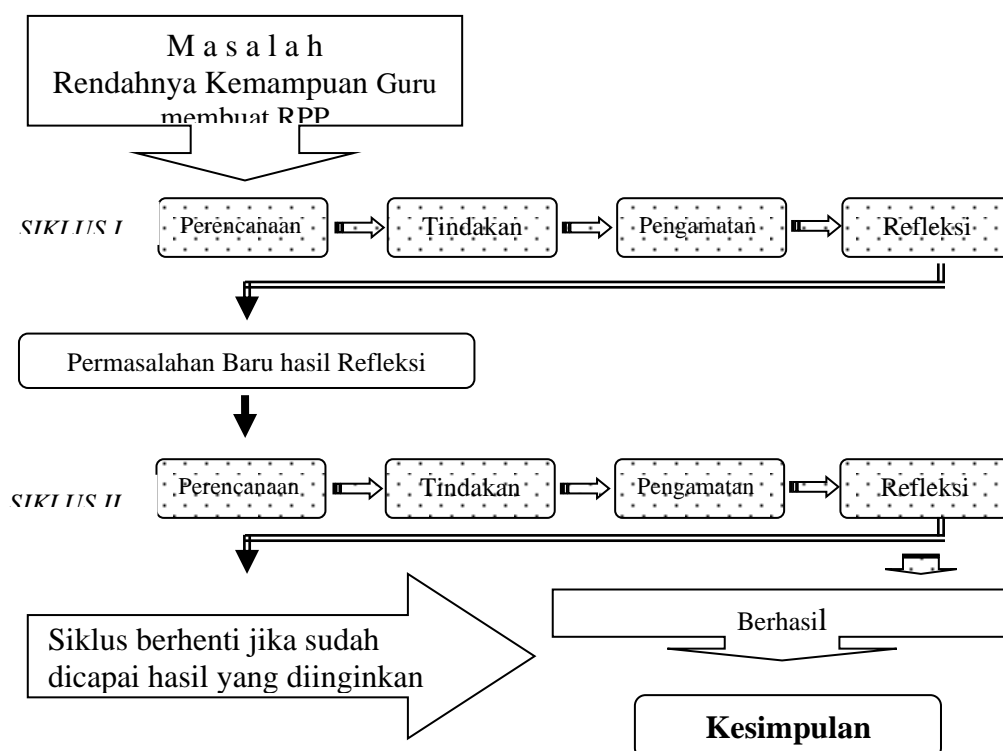 M a s a l a h
Rendahnya Kemampuan Guru
membuat RPP
SIKLUS I
Perencanaan
Tindakan
Pengamatan
Refleksi
Permasalahan Baru hasil Refleksi
SIKLUS II
Perencanaan
Tindakan
Pengamatan
Refleksi
Siklus berhenti jika sudah
dicapai hasil yang diinginkan
Berhasil
Kesimpulan